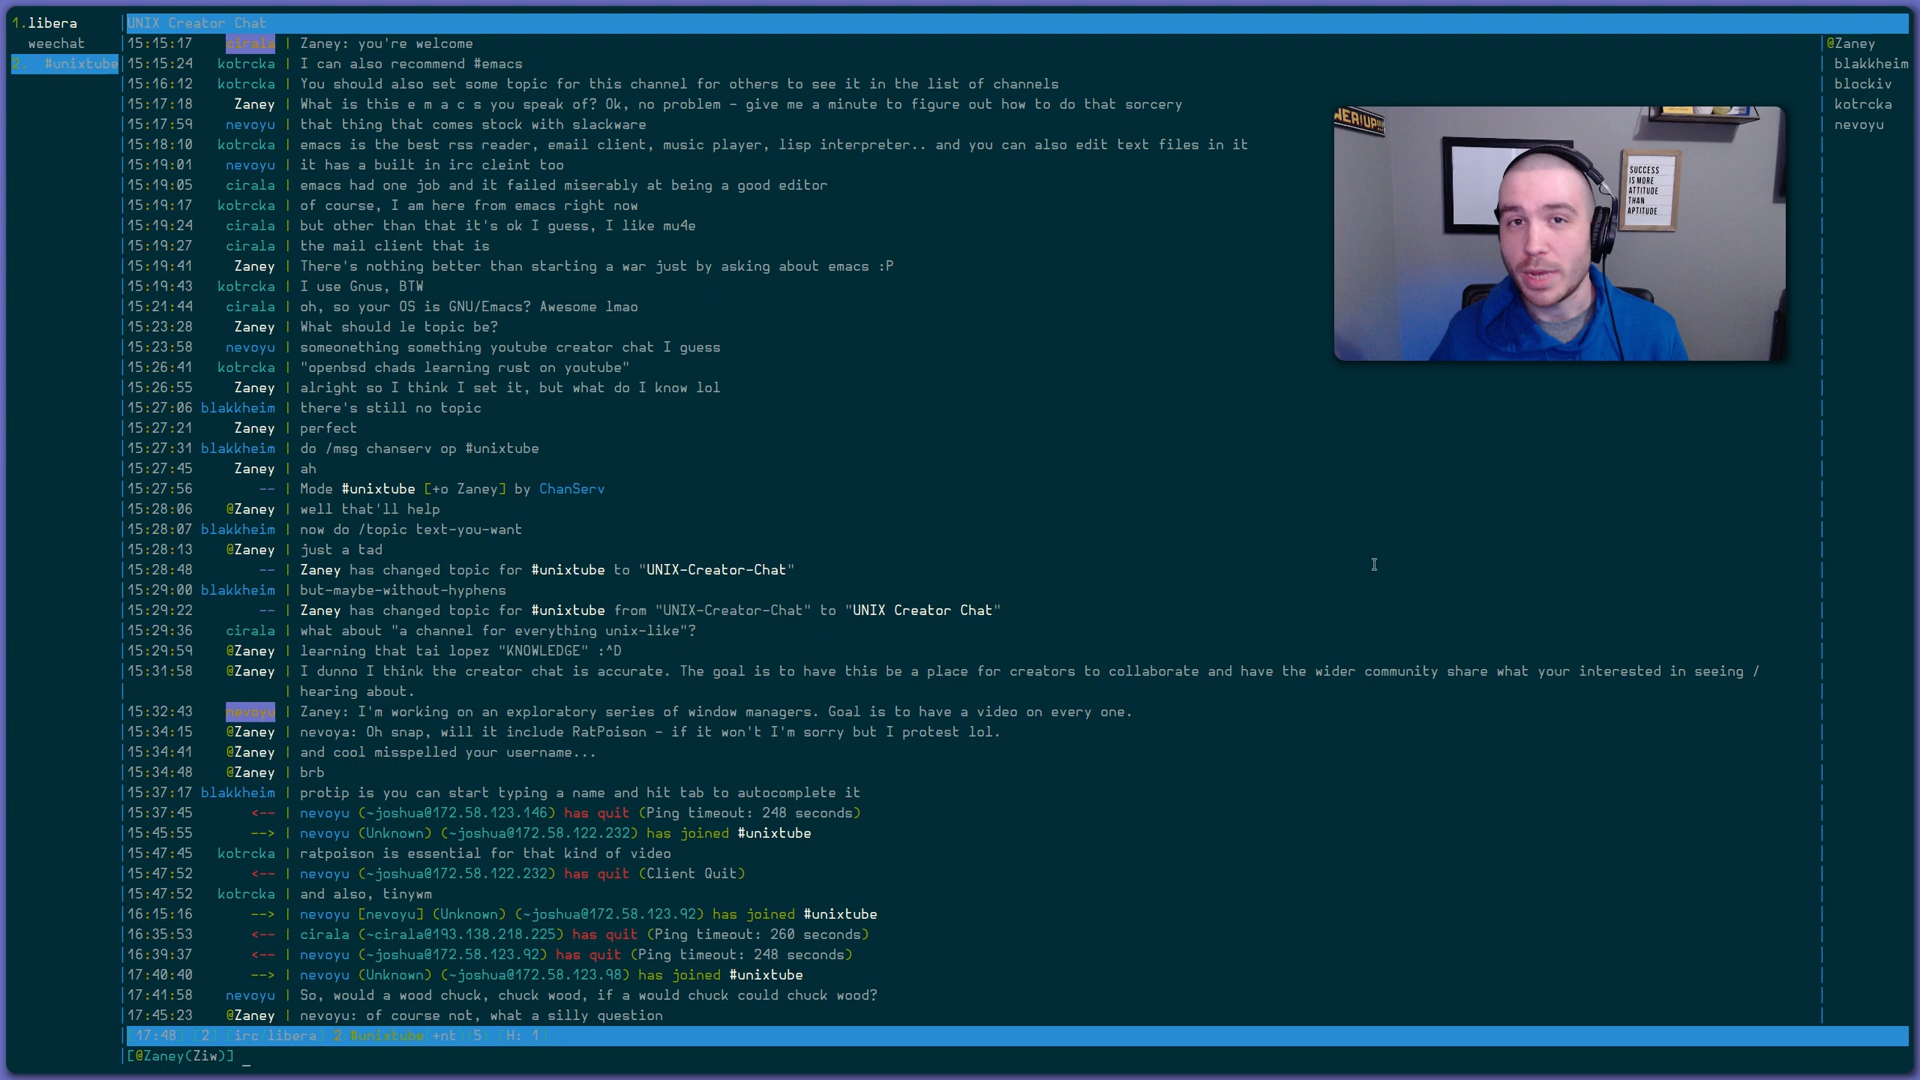 1.libera
weechat
2. #unixtube
UNIX Creator Chat
15:15:17 cirala | Zaney: you're welcome
15:15:24 kotrcka | I can also recommend #emacs
15:16:12 kotrcka | You should also set some topic for this channel for others to see it in the list of channels
15:17:18 Zaney | What is this e m a c s you speak of? Ok, no problem - give me a minute to figure out how to do that sorcery
15:17:59 nevoyu | that thing that comes stock with slackware
15:18:10 kotrcka | emacs is the best rss reader, email client, music player, lisp interpreter.. and you can also edit text files in it
15:19:01 nevoyu | it has a built in irc cleint too
15:19:05 cirala | emacs had one job and it failed miserably at being a good editor
15:19:17 kotrcka | of course, I am here from emacs right now
15:19:24 cirala | but other than that it's ok I guess, I like mu4e
15:19:27 cirala | the mail client that is
15:19:41 Zaney | There's nothing better than starting a war just by asking about emacs :P
15:19:43 kotrcka | I use Gnus, BTW
15:21:44 cirala | oh, so your OS is GNU/Emacs? Awesome lmao
15:23:28 Zaney | What should le topic be?
15:23:58 nevoyu | someonething something youtube creator chat I guess
15:26:41 kotrcka | "openbsd chads learning rust on youtube"
15:26:55 Zaney | alright so I think I set it, but what do I know lol
15:27:06 blakkheim | there's still no topic
15:27:21 Zaney | perfect
15:27:31 blakkheim | do /msg chanserv op #unixtube
15:27:45 Zaney | ah
15:27:56 -- | Mode #unixtube [+o Zaney] by ChanServ
15:28:06 @Zaney | well that'll help
15:28:07 blakkheim | now do /topic text-you-want
15:28:13 @Zaney | just a tad
15:28:48 -- | Zaney has changed topic for #unixtube to "UNIX-Creator-Chat"
15:29:00 blakkheim | but-maybe-without-hyphens
15:29:22 -- | Zaney has changed topic for #unixtube from "UNIX-Creator-Chat" to "UNIX Creator Chat"
15:29:36 cirala | what about "a channel for everything unix-like"?
15:29:59 @Zaney | learning that tai lopez "KNOWLEDGE" :^D
15:31:58 @Zaney | I dunno I think the creator chat is accurate. The goal is to have this be a place for creators to collaborate and have the wider community share what your interested in seeing /
| hearing about.
15:32:43 nevoyu | Zaney: I'm working on an exploratory series of window managers. Goal is to have a video on every one.
15:34:15 @Zaney | nevoya: Oh snap, will it include RatPoison - if it won't I'm sorry but I protest lol.
15:34:41 @Zaney | and cool misspelled your username...
15:34:48 @Zaney | brb
15:37:17 blakkheim | protip is you can start typing a name and hit tab to autocomplete it
15:37:45 <-- | nevoyu (~joshua@172.58.123.146) has quit (Ping timeout: 248 seconds)
15:45:55 --> | nevoyu (Unknown) (~joshua@172.58.122.232) has joined #unixtube
15:47:45 kotrcka | ratpoison is essential for that kind of video
15:47:52 <-- | nevoyu (~joshua@172.58.122.232) has quit (Client Quit)
15:47:52 kotrcka | and also, tinywm
16:15:16 --> | nevoyu [nevoyu] (Unknown) (~joshua@172.58.123.92) has joined #unixtube
16:35:53 <-- | cirala (~cirala@193.138.218.225) has quit (Ping timeout: 260 seconds)
16:39:37 <-- | nevoyu (~joshua@172.58.123.92) has quit (Ping timeout: 248 seconds)
17:40:40 --> | nevoyu (Unknown) (~joshua@172.58.123.98) has joined #unixtube
17:41:58 nevoyu | So, would a wood chuck, chuck wood, if a would chuck could chuck wood?
17:45:23 @Zaney | nevoyu: of course not, what a silly question
[17:48] [2] [irc/libera] 2:#unixtube(+nt){5} [H: 1]
[@Zaney(Ziw)] _
@Zaney
blakkheim
blockiv
kotrcka
nevoyu
SUCCESS
IS MORE
ATTITUDE
THAN
APTITUDE